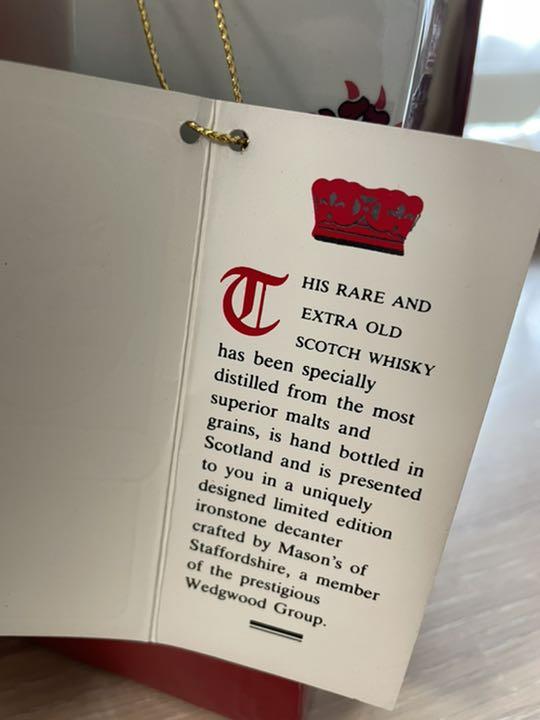 THIS RARE AND
EXTRA OLD
SCOTCH WHISKY
has been specially
distilled from the most
superior malts and
grains, is hand bottled in
Scotland and is presented
to you in a uniquely
designed limited edition
ironstone decanter
crafted by Mason's of
Staffordshire, a member
of the prestigious
Wedgwood Group.